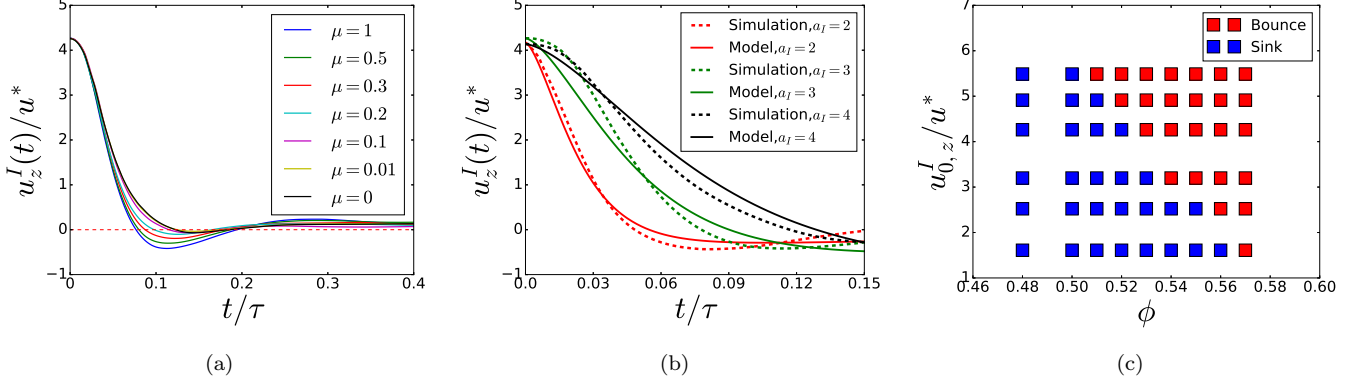 5
4
3
2
1
0
−1
0
0.1
0.2
0.3
0.4
u_z^I(t)/u*
t/τ
μ = 1
μ = 0.5
μ = 0.3
μ = 0.2
μ = 0.1
μ = 0.01
μ = 0
(a)
5
4
3
2
1
0
−1
0.0
0.03
0.06
0.09
0.12
0.15
u_z^I(t)/u*
t/τ
Simulation, a_I = 2
Model, a_I = 2
Simulation, a_I = 3
Model, a_I = 3
Simulation, a_I = 4
Model, a_I = 4
(b)
7
6
5
4
3
2
1
0.46
0.48
0.50
0.52
0.54
0.56
0.58
0.60
u_{0,z}^I/u*
ϕ
Bounce
Sink
(c)